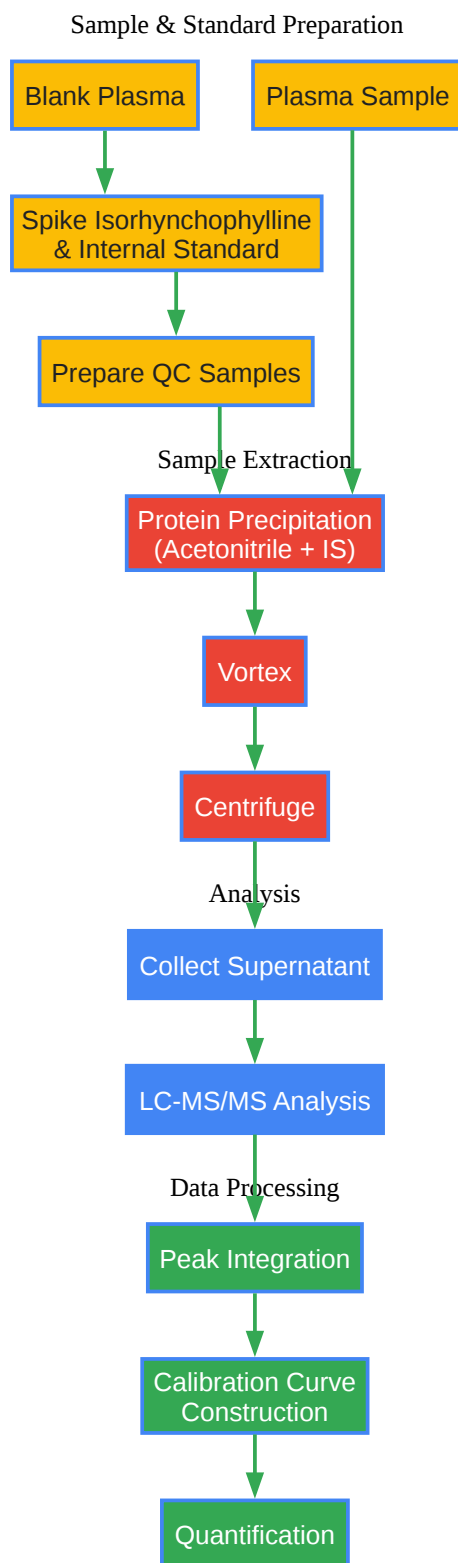 Sample & Standard Preparation
Blank Plasma
Plasma Sample
Spike Isorhynchophylline
& Internal Standard
Prepare QC Samples
Sample Extraction
Protein Precipitation
(Acetonitrile + IS)
Vortex
Centrifuge
Analysis
Collect Supernatant
LC-MS/MS Analysis
Data Processing
Peak Integration
Calibration Curve
Construction
Quantification